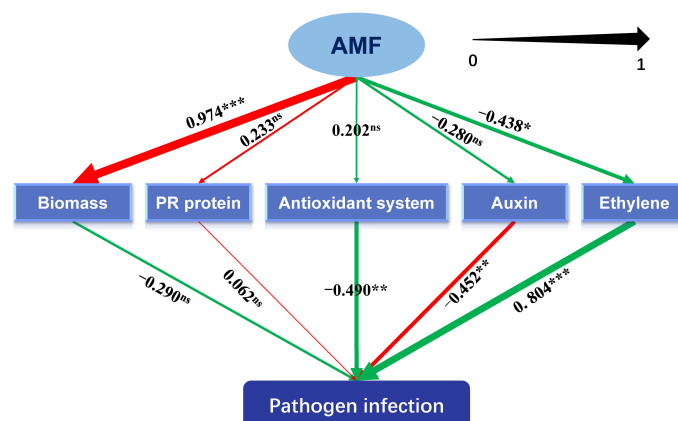 AMF
0
1
0.974***
0.233ns
0.202ns
−0.280ns
−0.438*
Biomass
PR protein
Antioxidant system
Auxin
Ethylene
−0.290ns
0.062ns
−0.490**
−0.452**
0. 804***
Pathogen infection